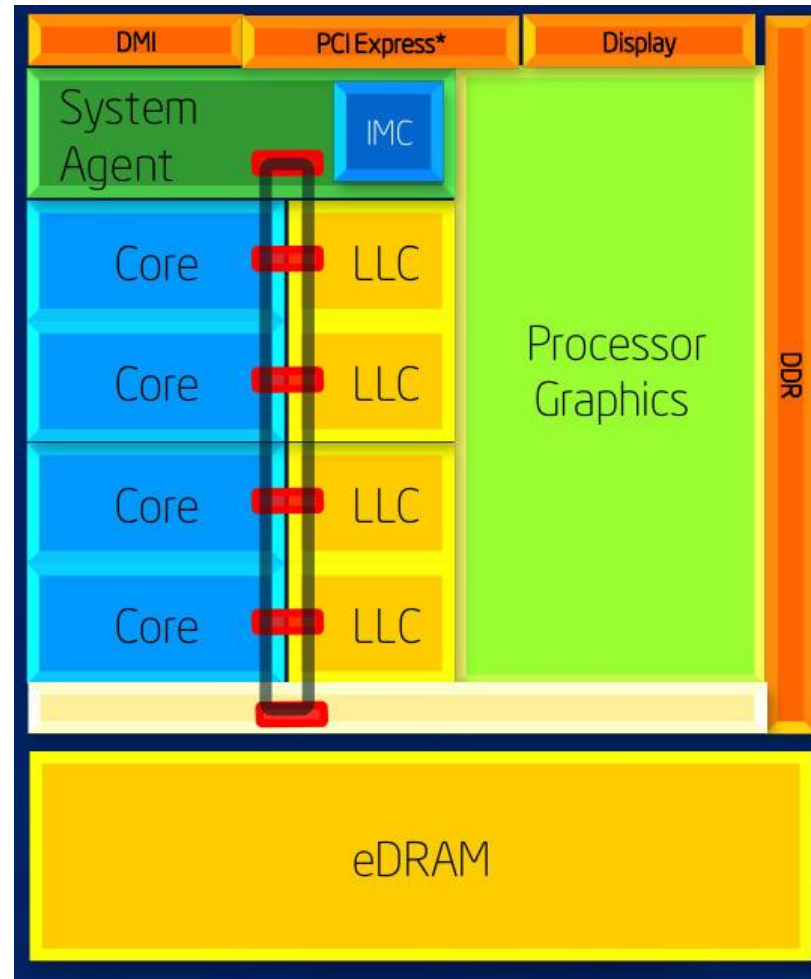 DMI
PCI Express*
Display
System
Agent
IMC
Core
LLC
Core
LLC
Core
LLC
Core
LLC
Processor
Graphics
DDR
eDRAM